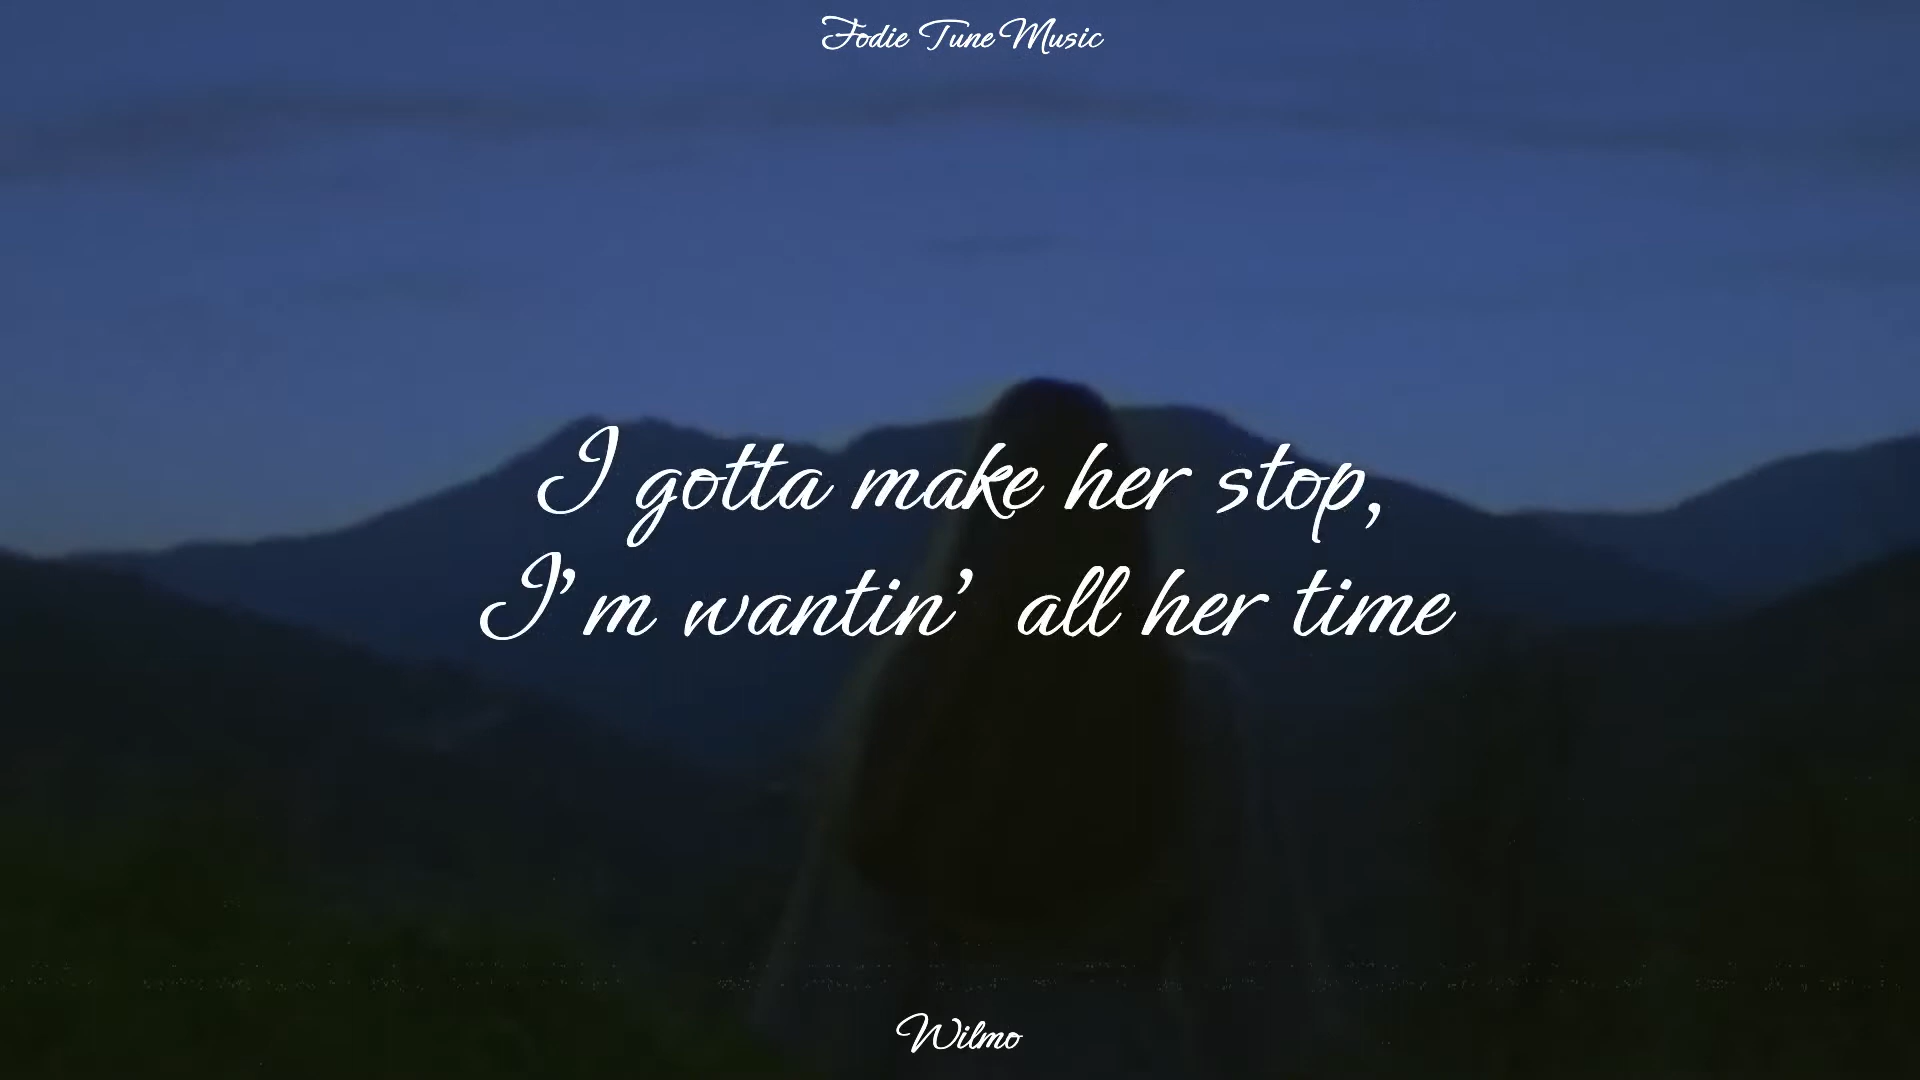 Fodie Tune Music
I gotta make her stop,
I'm wantin' all her time
Wilmo